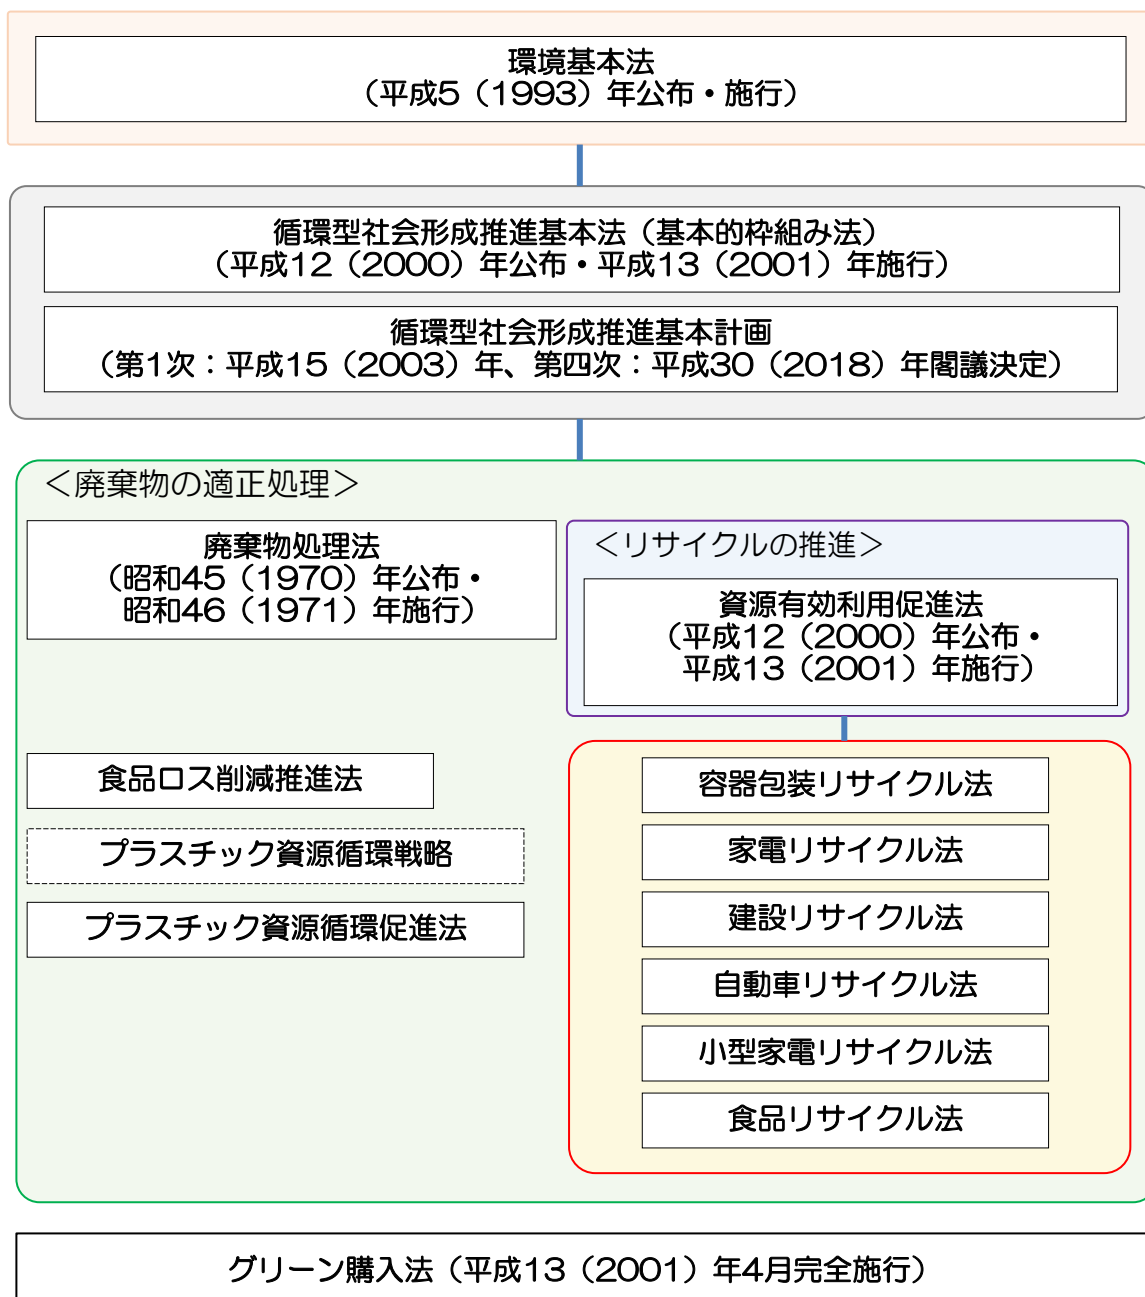 環境基本法
（平成5（1993）年公布・施行）
循環型社会形成推進基本法（基本的枠組み法）
（平成12（2000）年公布・平成13（2001）年施行）
循環型社会形成推進基本計画
（第1次：平成15（2003）年、第四次：平成30（2018）年閣議決定）
＜廃棄物の適正処理＞
廃棄物処理法
（昭和45（1970）年公布・
昭和46（1971）年施行）
＜リサイクルの推進＞
資源有効利用促進法
（平成12（2000）年公布・
平成13（2001）年施行）
食品ロス削減推進法
プラスチック資源循環戦略
プラスチック資源循環促進法
容器包装リサイクル法
家電リサイクル法
建設リサイクル法
自動車リサイクル法
小型家電リサイクル法
食品リサイクル法
グリーン購入法（平成13（2001）年4月完全施行）